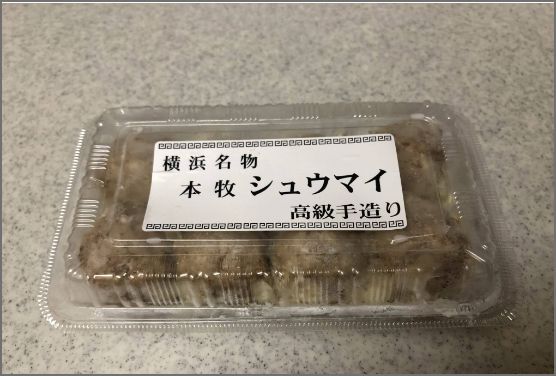 横浜名物
本牧シュウマイ
高級手造り